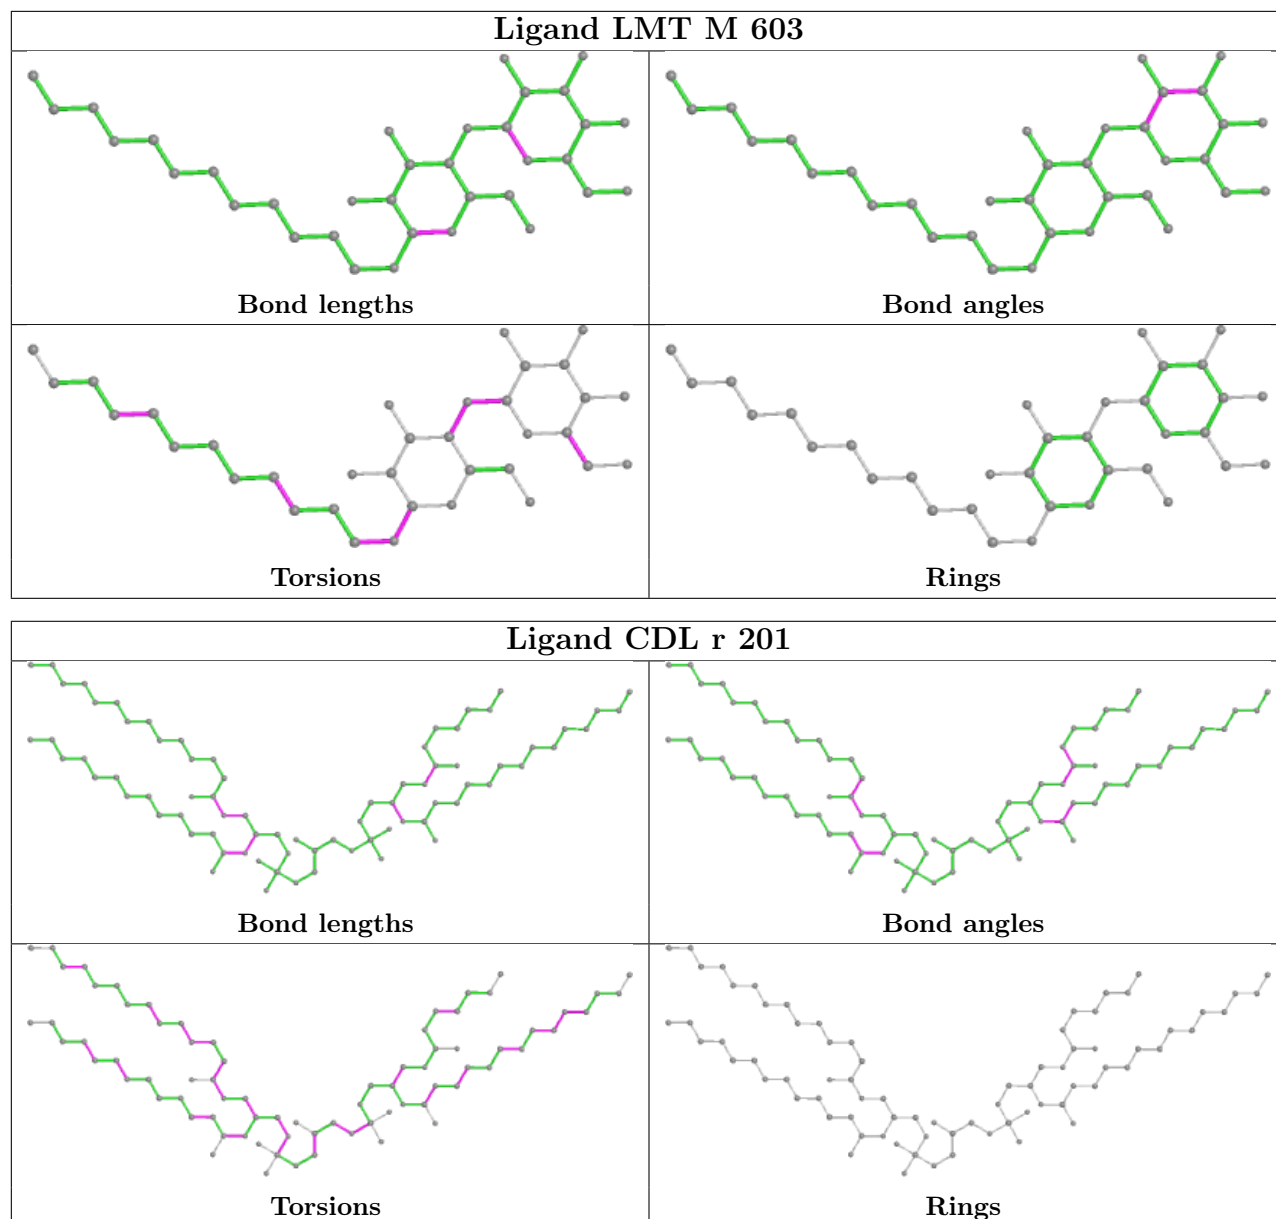 Ligand LMT M 603
Bond lengths
Bond angles
Torsions
Rings
Ligand CDL r 201
Bond lengths
Bond angles
Torsions
Rings